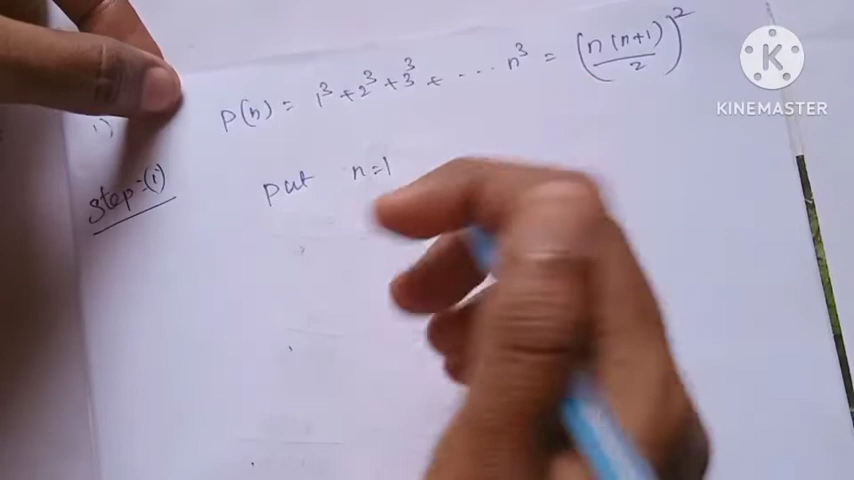 P(n) = 1³ + 2³ + 3³ + ... n³ = (n(n+1)/2)²
K
KINEMASTER
1)
Step:-(i)
put n=1